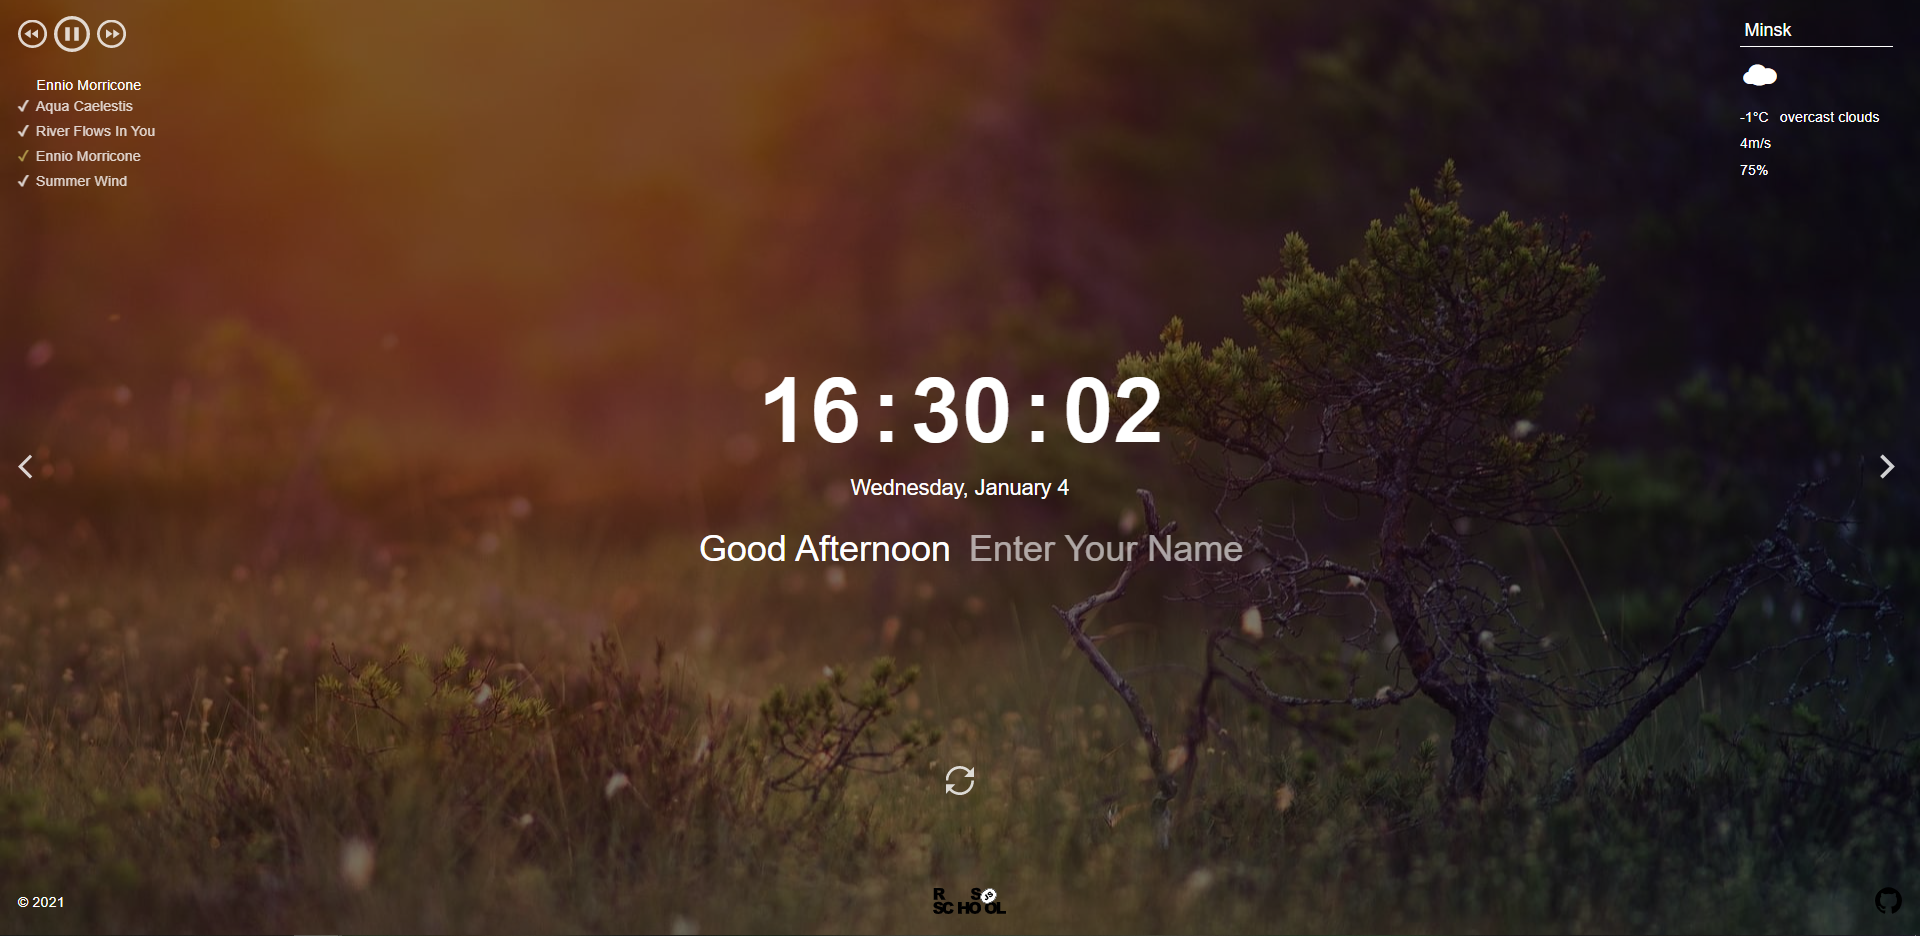 Ennio Morricone
Aqua Caelestis
River Flows In You
Ennio Morricone
Summer Wind
Minsk
-1°C overcast clouds
4m/s
75%
16:30:02
Wednesday, January 4
Good Afternoon Enter Your Name
© 2021
R S JS
SCHOOL